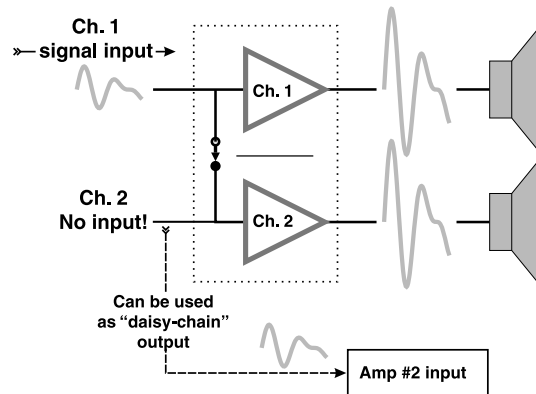 Ch. 1
signal input
Ch. 1
Ch. 2
No input!
Ch. 2
Can be used
as “daisy-chain”
output
Amp #2 input